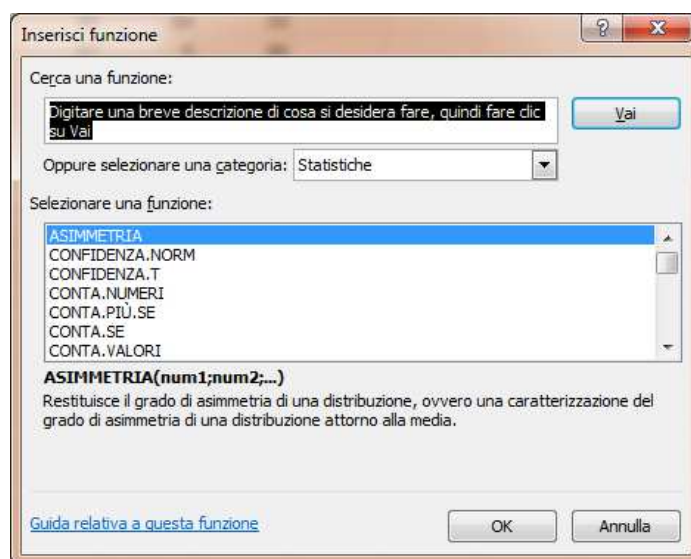 Inserisci funzione
?
Cerca una funzione:
Digitare una breve descrizione di cosa si desidera fare, quindi fare clic
su Vai
Vai
Oppure selezionare una categoria: Statistiche
Selezionare una funzione:
ASIMMETRIA
CONFIDENZA.NORM
CONFIDENZA.T
CONTA.NUMERI
CONTA.PIÙ.SE
CONTA.SE
CONTA.VALORI
ASIMMETRIA(num1;num2;...)
Restituisce il grado di asimmetria di una distribuzione, ovvero una caratterizzazione del
grado di asimmetria di una distribuzione attorno alla media.
Guida relativa a questa funzione
OK
Annulla